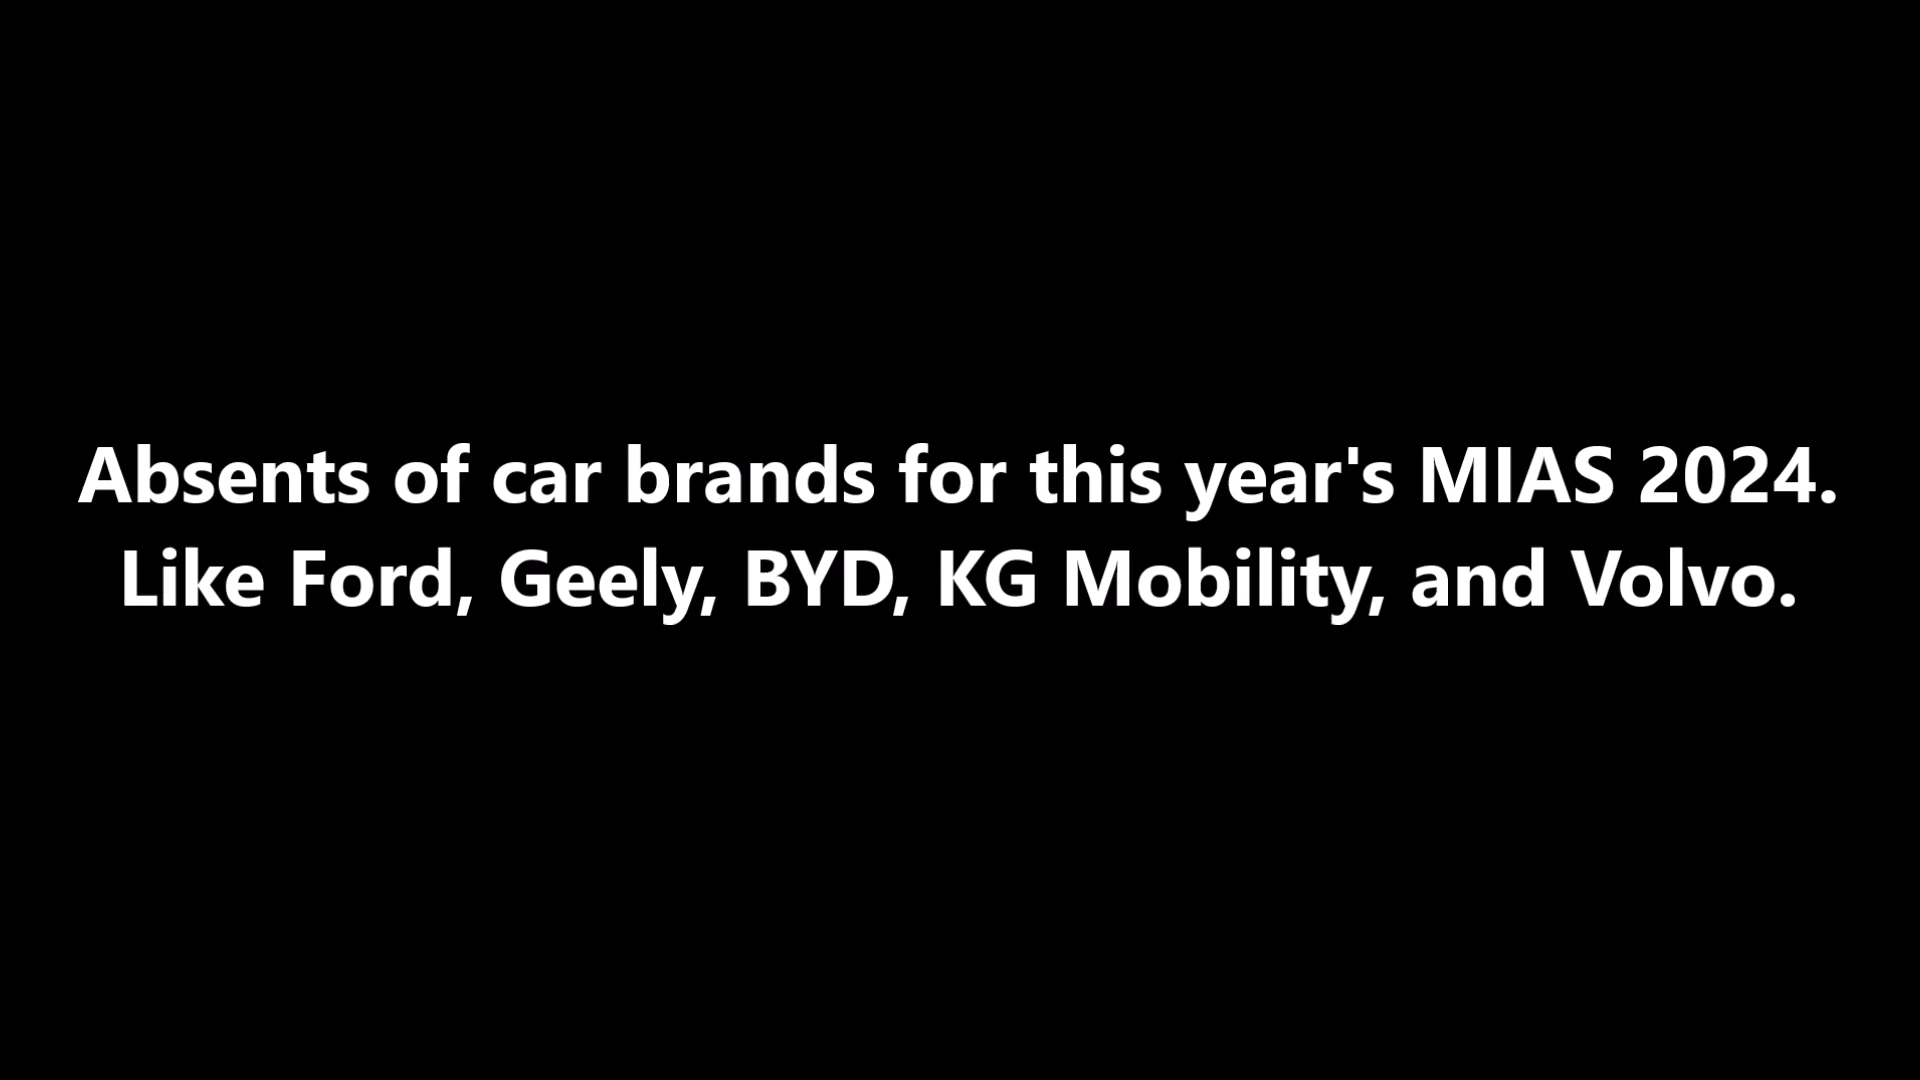 Absents of car brands for this year's MIAS 2024.
Like Ford, Geely, BYD, KG Mobility, and Volvo.